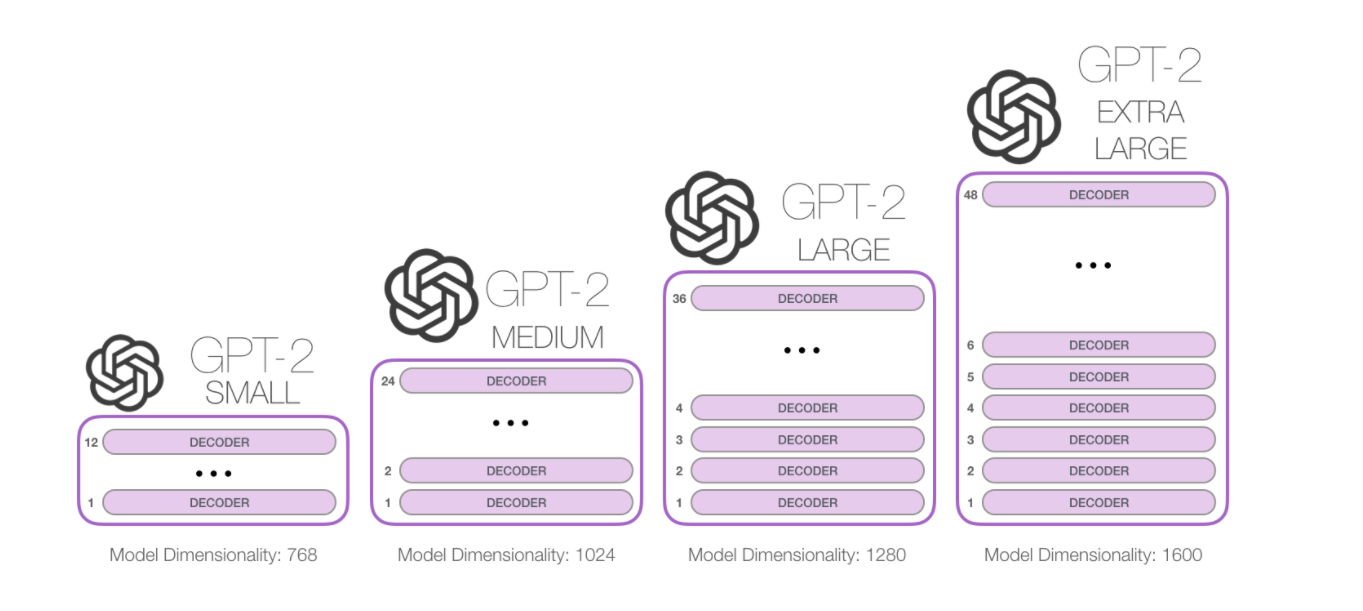 GPT-2
SMALL
12 DECODER
...
1 DECODER
Model Dimensionality: 768
GPT-2
MEDIUM
24 DECODER
...
2 DECODER
1 DECODER
Model Dimensionality: 1024
GPT-2
LARGE
36 DECODER
...
4 DECODER
3 DECODER
2 DECODER
1 DECODER
Model Dimensionality: 1280
GPT-2
EXTRA
LARGE
48 DECODER
...
6 DECODER
5 DECODER
4 DECODER
3 DECODER
2 DECODER
1 DECODER
Model Dimensionality: 1600